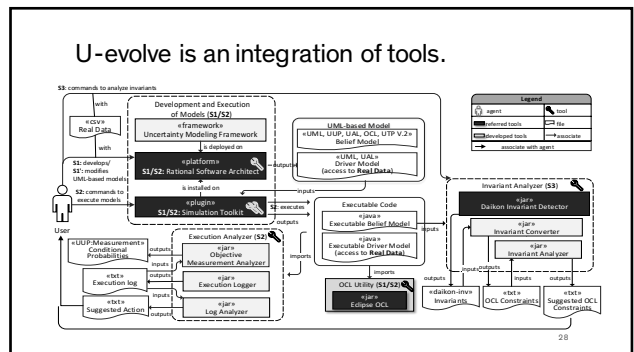 U-evolve is an integration of tools.
S3: commands to analyze invariants
with
«csv»
Real Data
with
S1: develops/
S1': modifies
UML-based models
S2: commands to
execute models
User
Development and Execution
of Models (S1/S2)
«framework»
Uncertainty Modeling Framework
is deployed on
«platform»
S1/S2: Rational Software Architect
is installed on
«plugin»
S1/S2: Simulation Toolkit
outputs
inputs
S2: executes
outputs
UML-based Model
«UML, UUP, UAL, OCL, UTP V.2»
Belief Model
«UML, UAL»
Driver Model
(access to Real Data)
Legend
agent
tool
referred tools
file
developed tools
associate
associate with agent
Executable Code
«java»
Executable Belief Model
«java»
Executable Driver Model
(access to Real Data)
inputs
imports
imports
OCL Utility (S1/S2)
«jar»
Eclipse OCL
Invariant Analyzer (S3)
«jar»
Daikon Invariant Detector
«jar»
Invariant Converter
«jar»
Invariant Analyzer
inputs
outputs
inputs
outputs
outputs
«daikon-inv»
Invariants
«txt»
OCL Constraints
«txt»
Suggested OCL
Constraints
Execution Analyzer (S2)
«jar»
Objective
Measurement Analyzer
«jar»
Execution Logger
«jar»
Log Analyzer
«UUP:Measurement»
Conditional
Probabilities
«txt»
Execution log
«txt»
Suggested Action
outputs
inputs
outputs
inputs
outputs
28